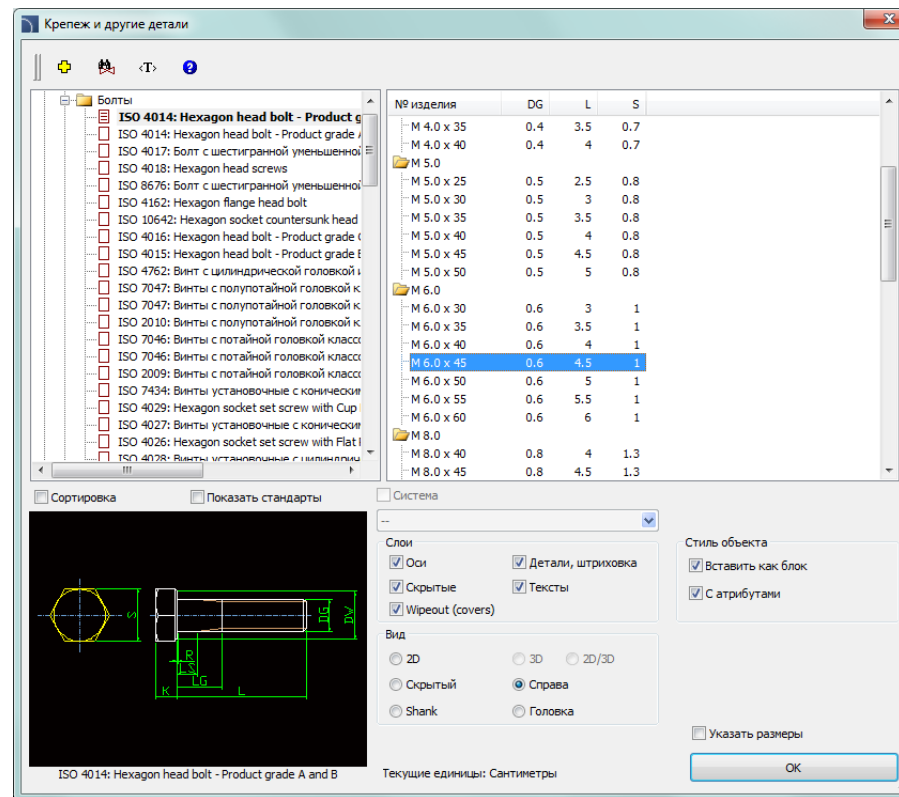 Крепеж и другие детали
<T>
Болты
ISO 4014: Hexagon head bolt - Product g
ISO 4014: Hexagon head bolt - Product grade
ISO 4017: Болт с шестигранной уменьшенной
ISO 4018: Hexagon head screws
ISO 8676: Болт с шестигранной уменьшенной
ISO 4162: Hexagon flange head bolt
ISO 10642: Hexagon socket countersunk head
ISO 4016: Hexagon head bolt - Product grade
ISO 4015: Hexagon head bolt - Product grade
ISO 4762: Винт с цилиндрической головкой
ISO 7047: Винты с полупотайной головкой к
ISO 7047: Винты с полупотайной головкой к
ISO 2010: Винты с полупотайной головкой к
ISO 7046: Винты с потайной головкой классо
ISO 7046: Винты с потайной головкой классо
ISO 2009: Винты с потайной головкой классо
ISO 7434: Винты установочные с конически
ISO 4029: Hexagon socket set screw with Cup
ISO 4027: Винты установочные с конически
ISO 4026: Hexagon socket set screw with Flat
ISO 4028: Винты установочные с цилиндрич
№ изделия DG L S
M 4.0 x 35 0.4 3.5 0.7
M 4.0 x 40 0.4 4 0.7
M 5.0
M 5.0 x 25 0.5 2.5 0.8
M 5.0 x 30 0.5 3 0.8
M 5.0 x 35 0.5 3.5 0.8
M 5.0 x 40 0.5 4 0.8
M 5.0 x 45 0.5 4.5 0.8
M 5.0 x 50 0.5 5 0.8
M 6.0
M 6.0 x 30 0.6 3 1
M 6.0 x 35 0.6 3.5 1
M 6.0 x 40 0.6 4 1
M 6.0 x 45 0.6 4.5 1
M 6.0 x 50 0.6 5 1
M 6.0 x 55 0.6 5.5 1
M 6.0 x 60 0.6 6 1
M 8.0
M 8.0 x 40 0.8 4 1.3
M 8.0 x 45 0.8 4.5 1.3
Сортировка
Показать стандарты
Система
--
S
DG
DW
R
LS
LG
K
L
ISO 4014: Hexagon head bolt - Product grade A and B
Слои
Оси
Детали, штриховка
Скрытые
Тексты
Wipeout (covers)
Вид
2D
3D
2D/3D
Скрытый
Справа
Shank
Головка
Текущие единицы: Сантиметры
Стиль объекта
Вставить как блок
С атрибутами
Указать размеры
OK